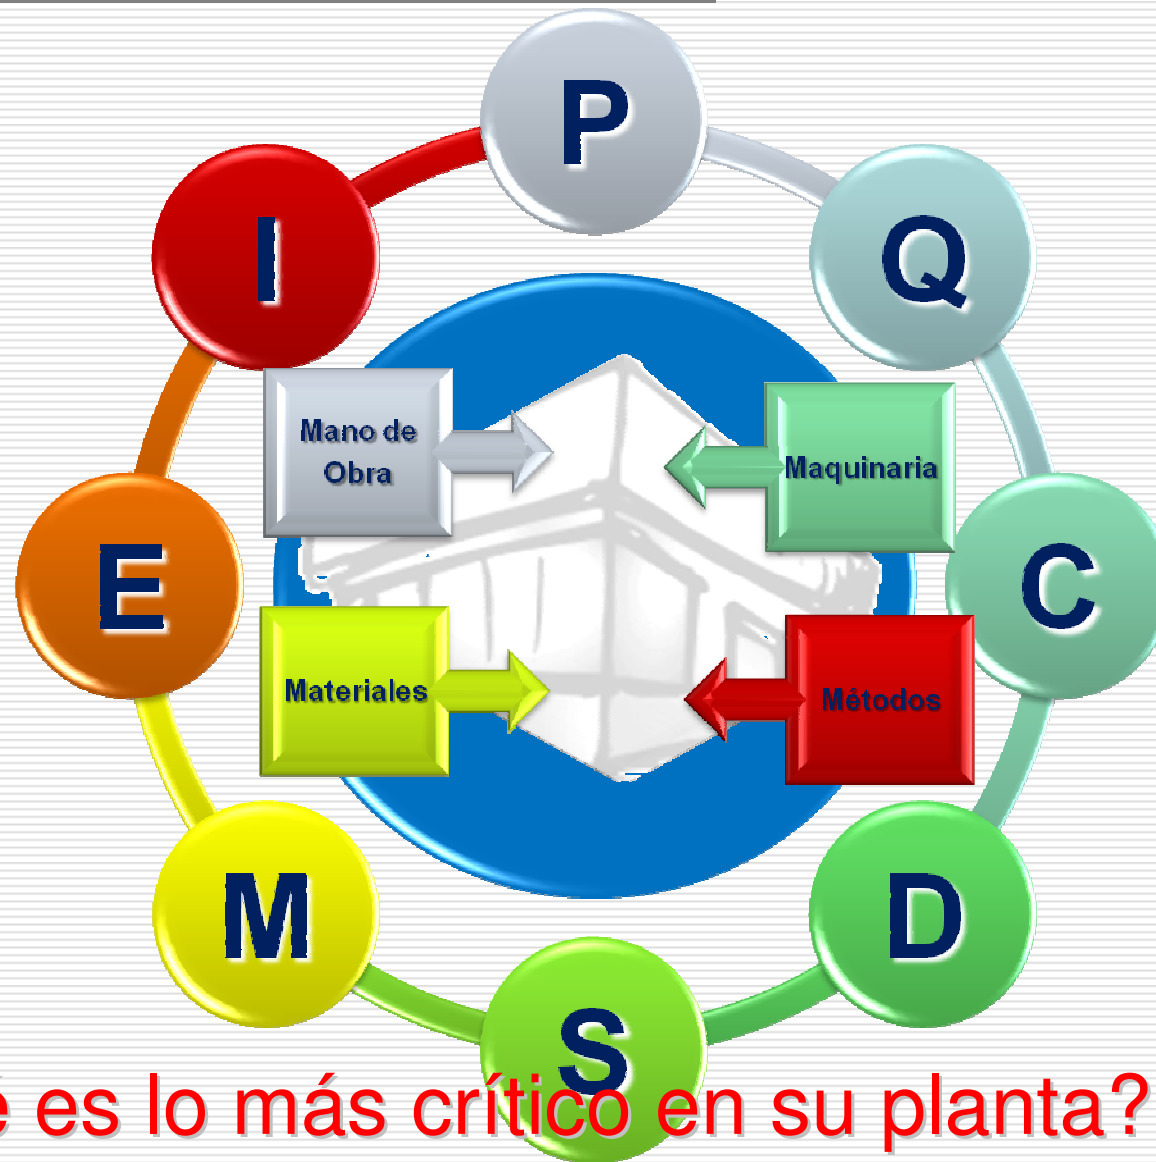 P
I
Q
Mano de
Obra
Maquinaria
E
C
Materiales
Métodos
M
D
S
es lo más crítico en su planta?